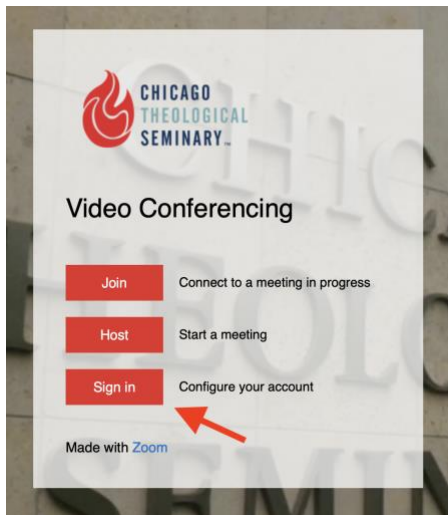 CHICAGO
THEOLOGICAL
SEMINARY™
Video Conferencing
Join Connect to a meeting in progress
Host Start a meeting
Sign in Configure your account
Made with Zoom